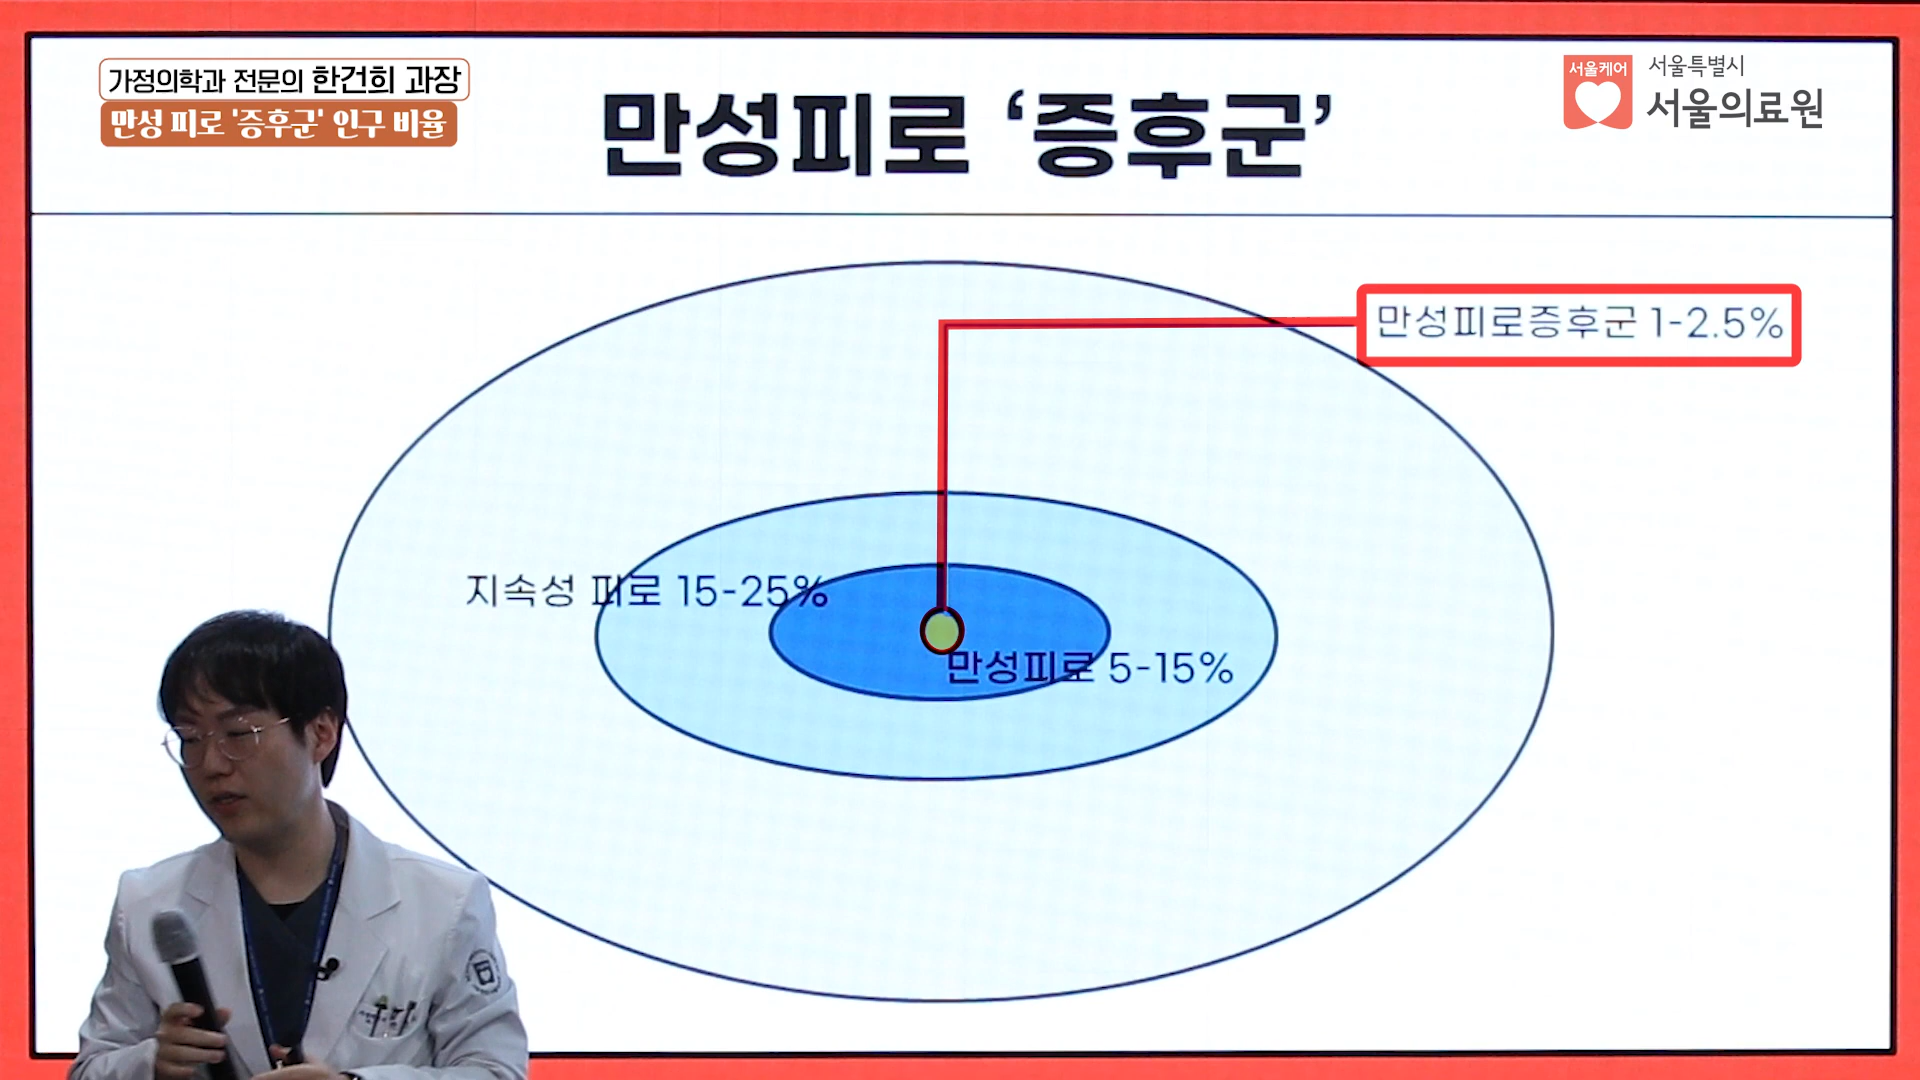 가정의학과 전문의 한건희 과장
만성 피로 '증후군' 인구 비율
만성피로 ‘증후군’
서울케어
서울특별시
서울의료원
만성피로증후군 1-2.5%
지속성 피로 15-25%
만성피로 5-15%